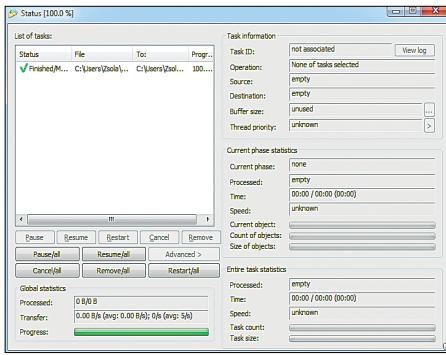 Status [100.0 %]
List of tasks:
Status File To: Progr...
Finished/M... C:\Users\Zsola\... C:\Users\Zsol... 100....
Pause Resume Restart Cancel Remove
Pause/all Resume/all Advanced >
Cancel/all Remove/all Restart/all
Global statistics
Processed: 0 B/0 B
Transfer: 0.00 B/s (avg: 0.00 B/s); 0/s (avg: 5/s)
Progress:
Task information
Task ID: not associated View log
Operation: None of tasks selected
Source: empty
Destination: empty
Buffer size: unused ...
Thread priority: unknown >
Current phase statistics
Current phase: none
Processed: empty
Time: 00:00 / 00:00 (00:00)
Speed: unknown
Current object:
Count of objects:
Size of objects:
Entire task statistics
Processed: empty
Time: 00:00 / 00:00 (00:00)
Speed: unknown
Task count:
Task size: